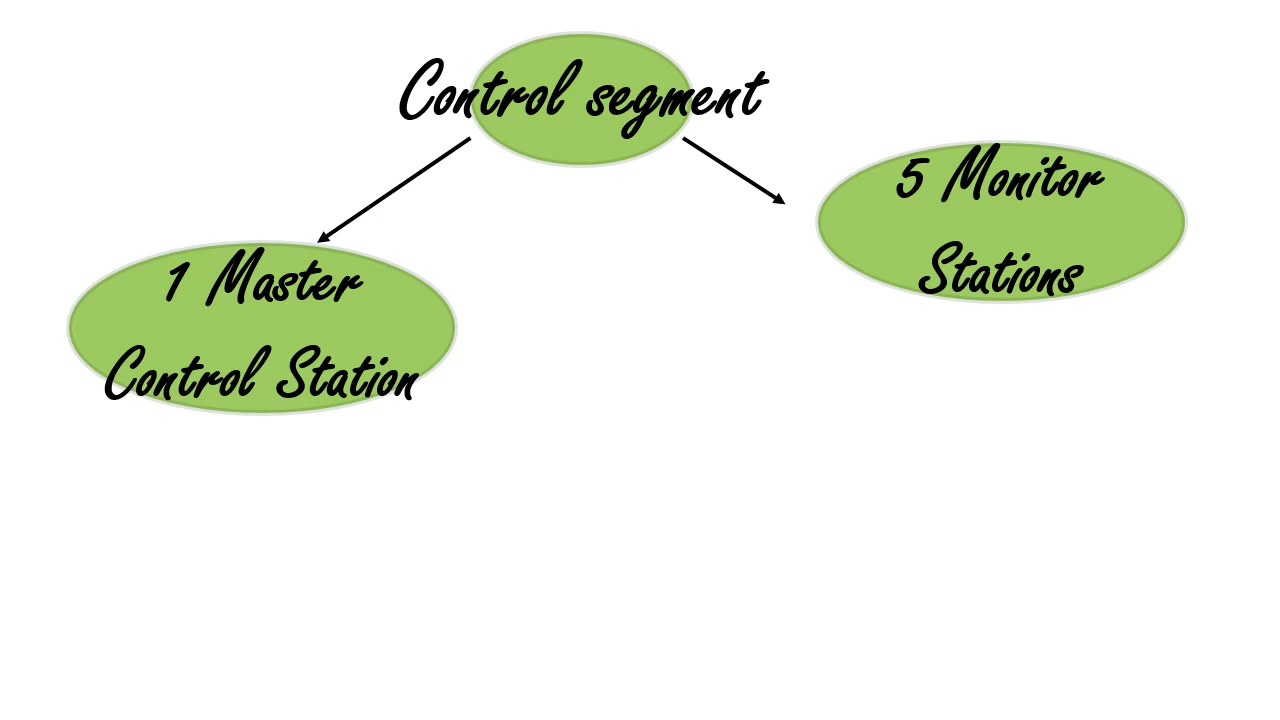 Control segment
5 Monitor
Stations
1 Master
Control Station